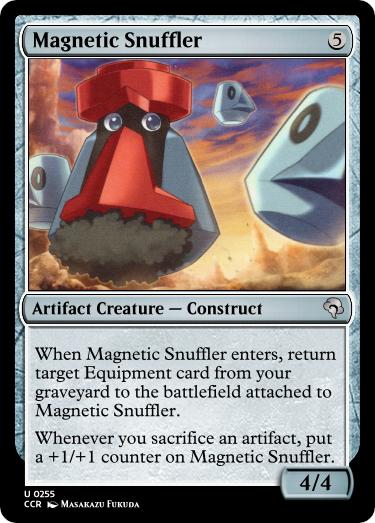 Magnetic Snuffler 5
Artifact Creature — Construct
When Magnetic Snuffler enters, return
target Equipment card from your
graveyard to the battlefield attached to
Magnetic Snuffler.
Whenever you sacrifice an artifact, put
a +1/+1 counter on Magnetic Snuffler.
4/4
U 0255
CCR Masakazu Fukuda